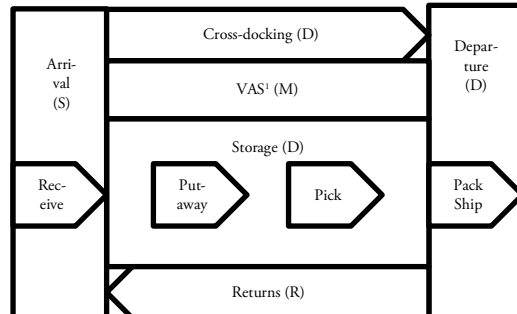 Cross-docking (D)
Depar-
ture
(D)
Arri-
val
(S)
VAS¹ (M)
Storage (D)
Rec-
eive
Put-
away
Pick
Pack
Ship
Returns (R)